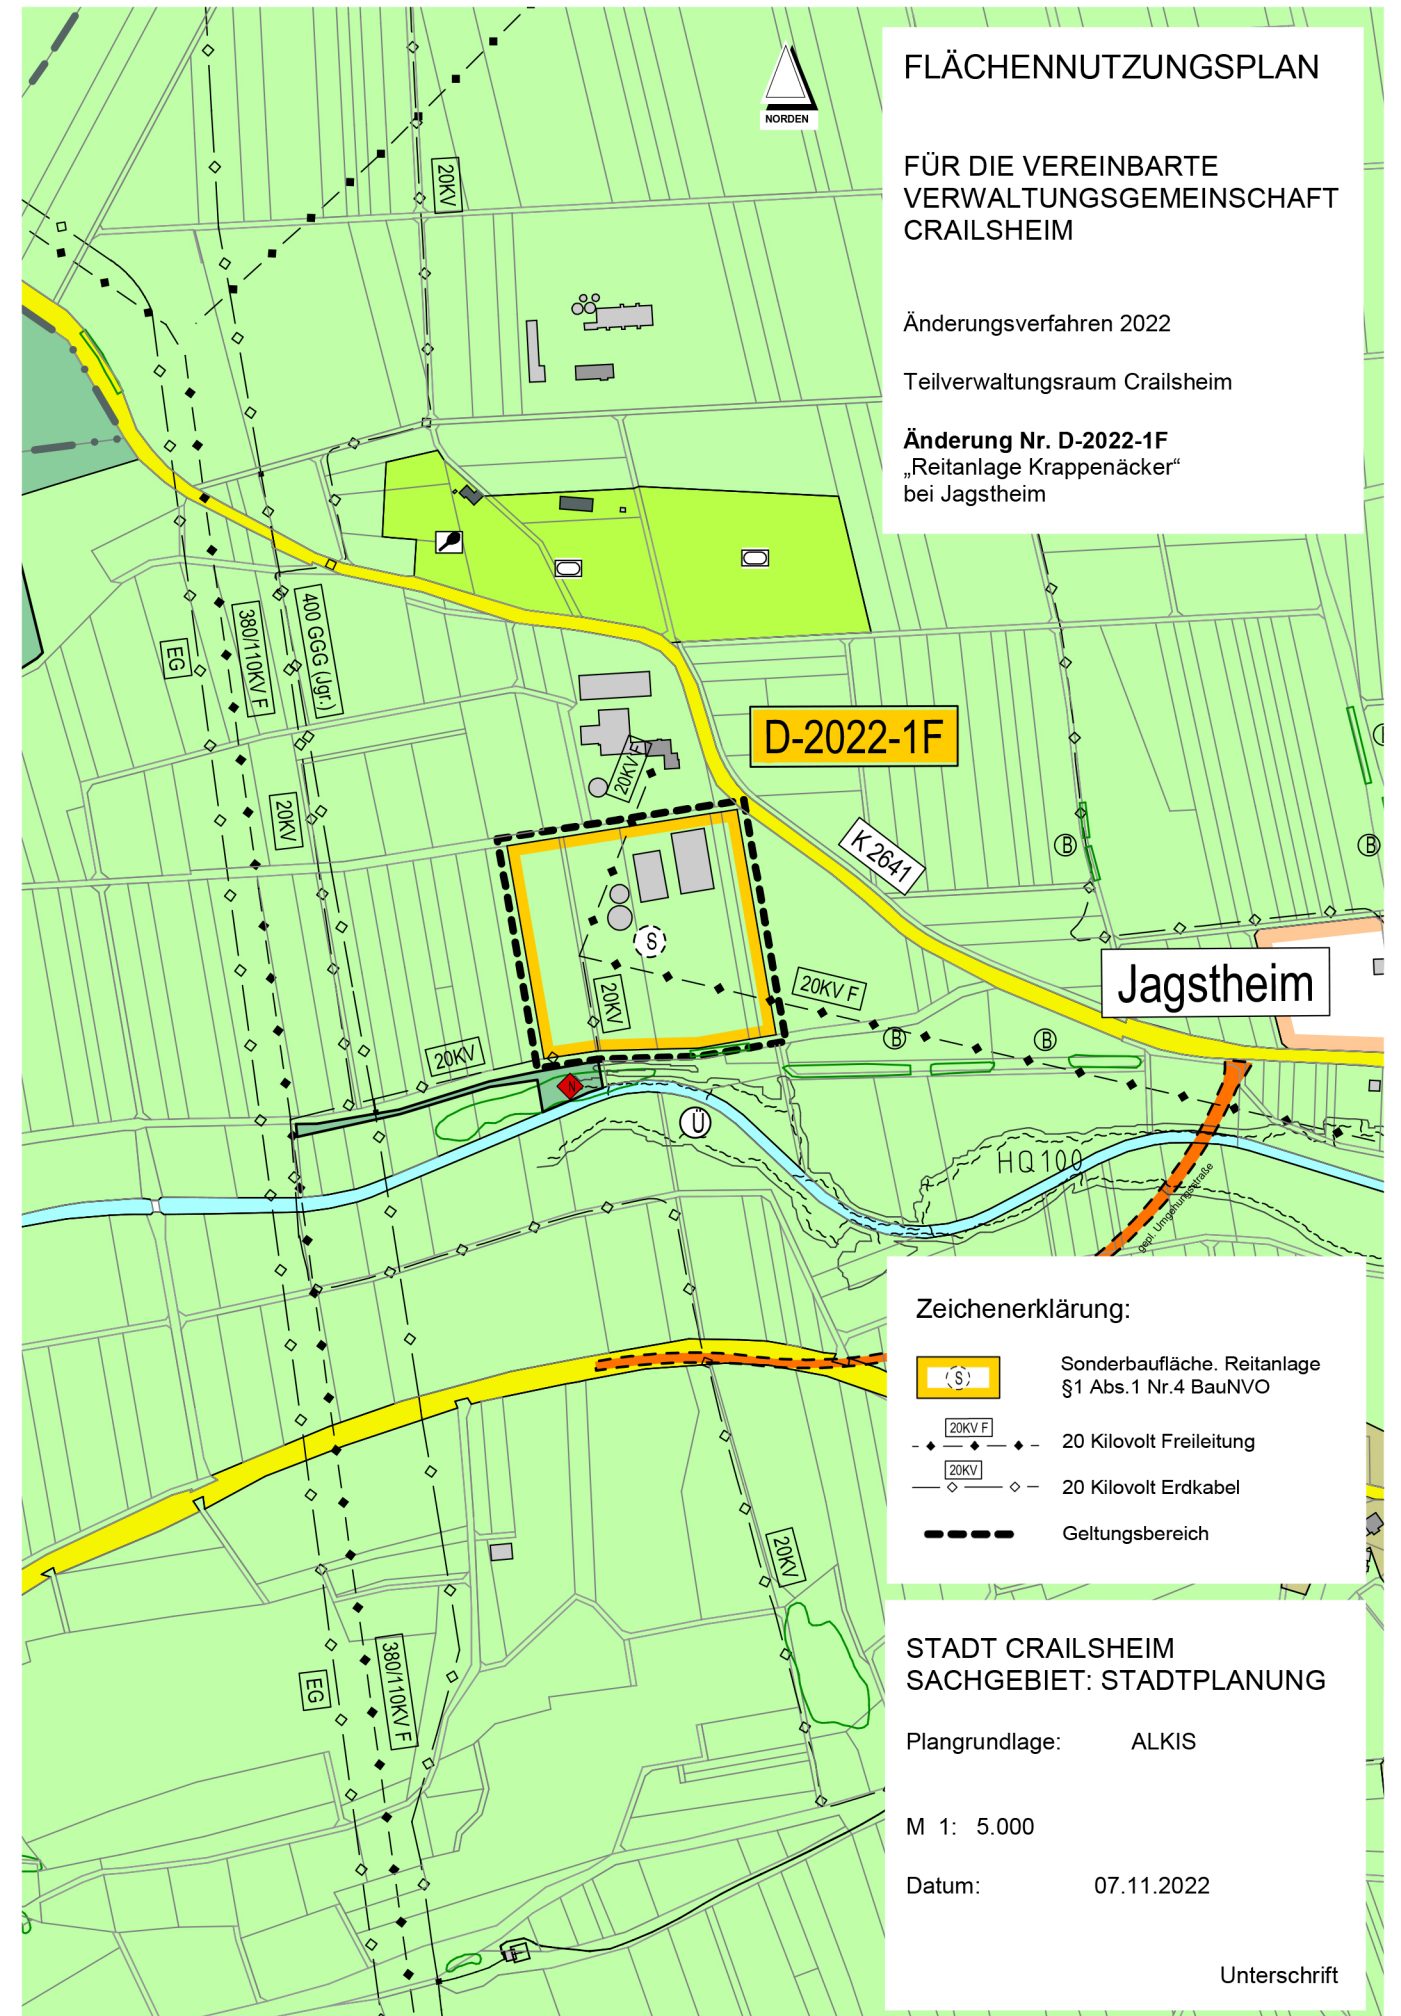 FLÄCHENNUTZUNGSPLAN
FÜR DIE VEREINBARTE
VERWALTUNGSGEMEINSCHAFT
CRAILSHEIM
Änderungsverfahren 2022
Teilverwaltungsraum Crailsheim
Änderung Nr. D-2022-1F
„Reitanlage Krappenäcker“
bei Jagstheim
NORDEN
20KV
EG
380/110KV F
400 GGG (Jgr.)
20KV
20KV F
D-2022-1F
K 2641
B
B
B
Jagstheim
S
20KV
20KV F
B
B
20KV
N
Ü
HQ100
gepl. Umgehungsstraße
20KV
EG
380/110KV F
Zeichenerklärung:
S
Sonderbaufläche. Reitanlage
§1 Abs.1 Nr.4 BauNVO
20KV F
20 Kilovolt Freileitung
20KV
20 Kilovolt Erdkabel
Geltungsbereich
STADT CRAILSHEIM
SACHGEBIET: STADTPLANUNG
Plangrundlage: ALKIS
M 1: 5.000
Datum: 07.11.2022
Unterschrift